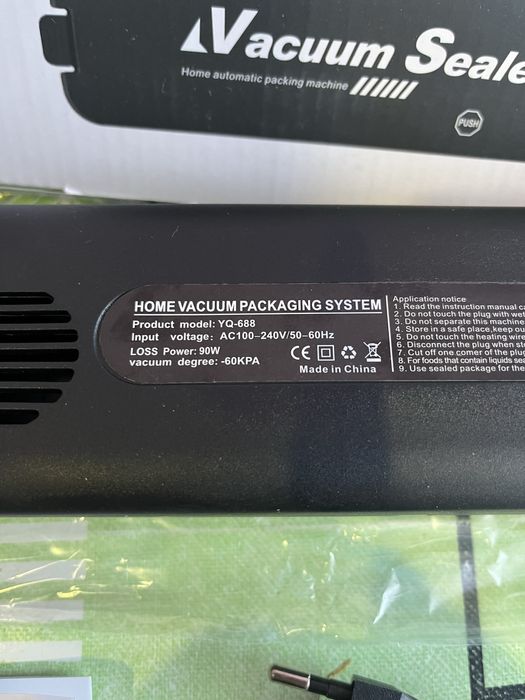 Vacuum Seale
Home automatic packing machine
PUSH
HOME VACUUM PACKAGING SYSTEM
Product model: YQ-688
Input voltage: AC100-240V/50-60Hz
LOSS Power: 90W
vacuum degree: -60KPA
CE
Made in China
Application notice
1. Read the instruction manual ca
2. Do not touch the plug with wet
3. Do not separate this machine
4. Store in a safe place,keep ou
5. Do not touch the heating wire
6. Disconnect the plug when st
7. Cut off one corner of the plu
8. For foods that contain liquids se
9. Use sealed package for the